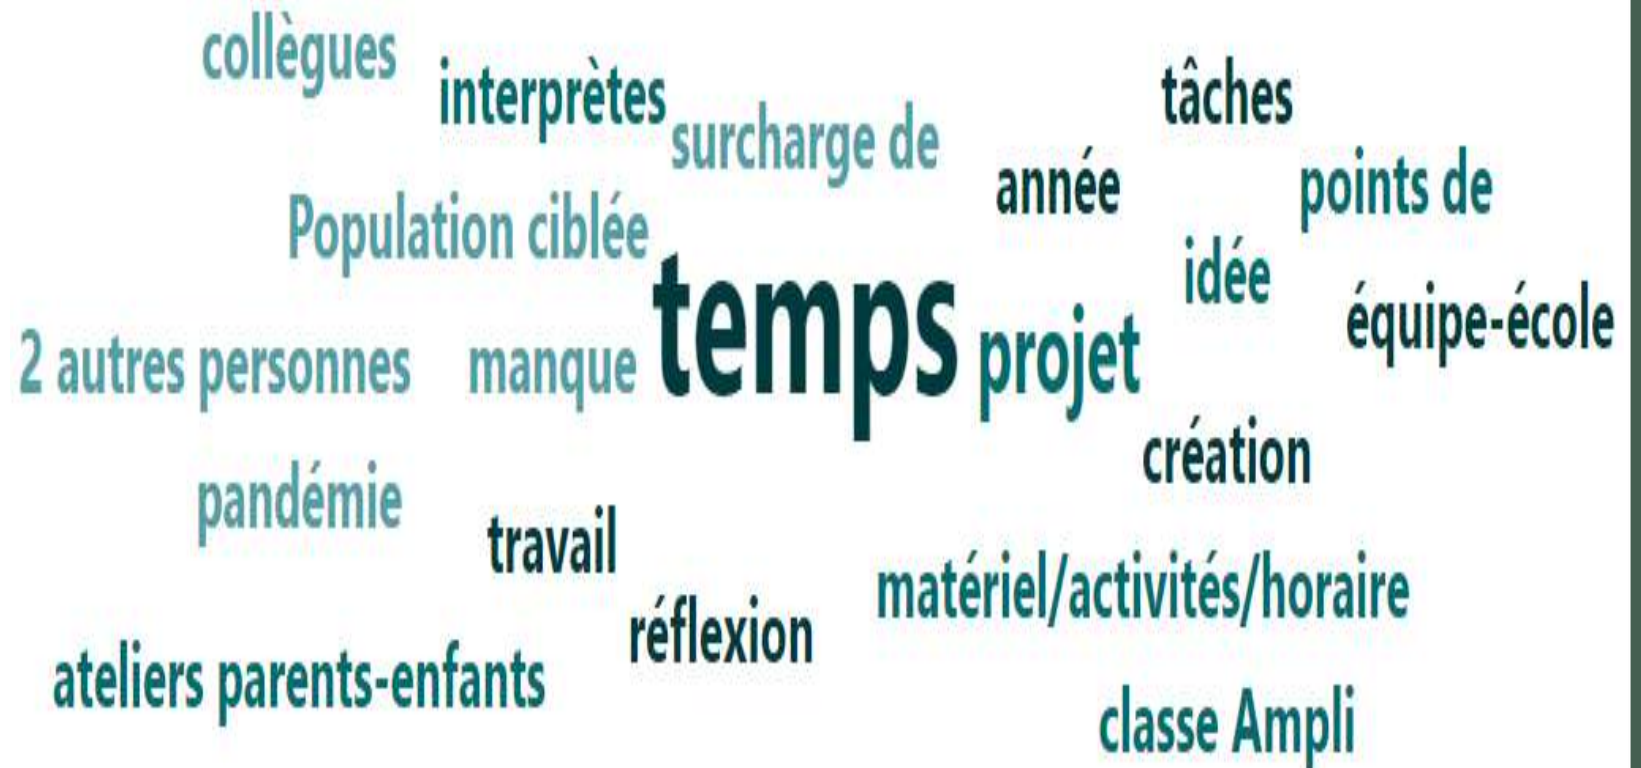 collègues
interprètes
tâches
surcharge de
année
points de
Population ciblée
idée
temps
équipe-école
2 autres personnes
manque
projet
création
pandémie
travail
matériel/activités/horaire
réflexion
ateliers parents-enfants
classe Ampli